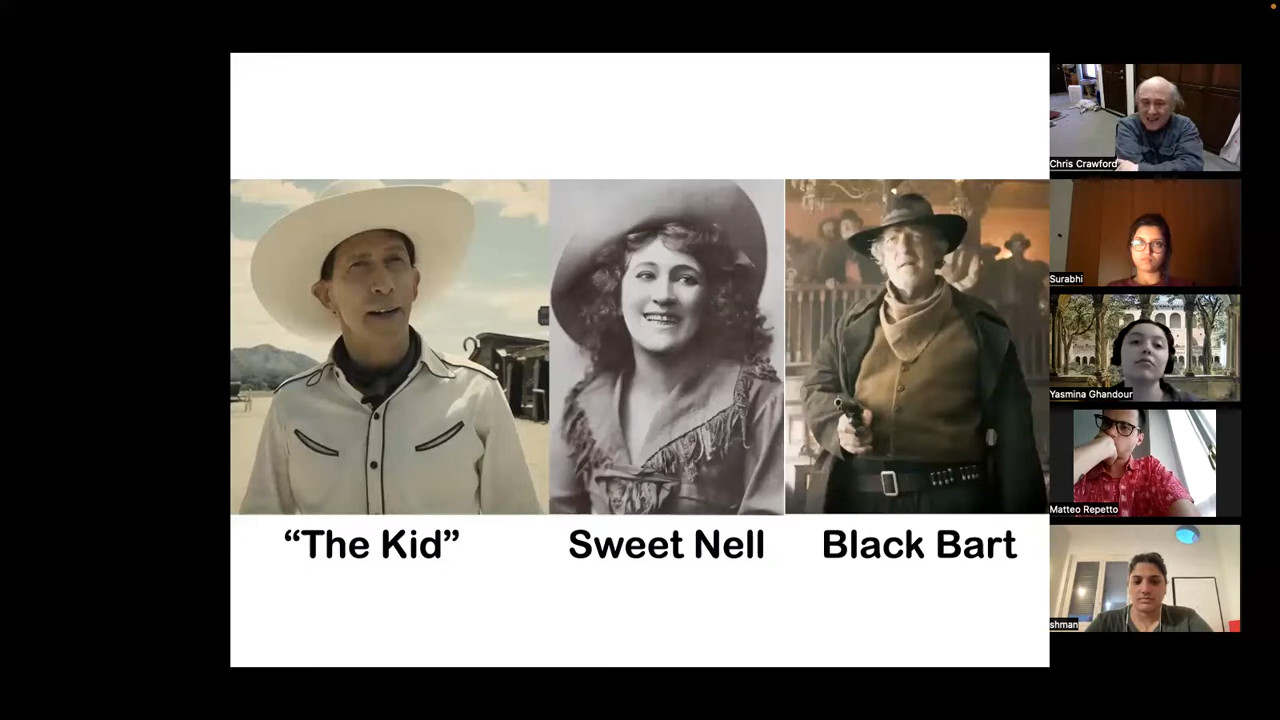 “The Kid”
Sweet Nell
Black Bart
Chris Crawford
Surabhi
Yasmina Ghandour
Matteo Repetto
shman